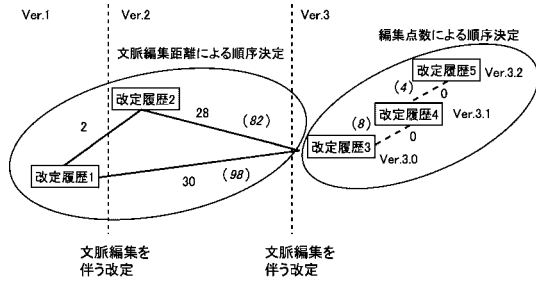 Ver.1
Ver.2
Ver.3
文脈編集距離による順序決定
編集点数による順序決定
改定履歴5
Ver.3.2
(4)
0
改定履歴2
28
(82)
2
改定履歴4
Ver.3.1
(8)
0
改定履歴3
Ver.3.0
改定履歴1
30
(98)
文脈編集を
伴う改定
文脈編集を
伴う改定